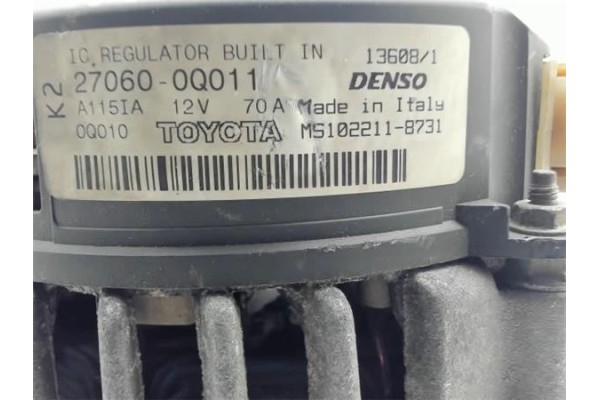 IC REGULATOR BUILT IN 13608/1
K2 27060-0Q011 DENSO
A115IA 12V 70A Made in Italy
0Q010 TOYOTA MS102211-8731